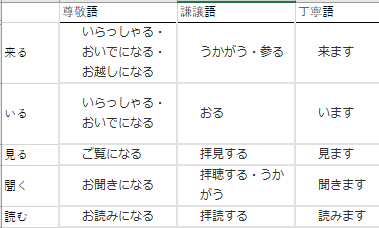 尊敬語 謙譲語 丁寧語
いらっしゃる・
来る おいでになる・ うかがう・参る 来ます
お越しになる
いらっしゃる・
いる おる います
おいでになる
見る ご覧になる 拝見する 見ます
拝聴する・うか
聞く お聞きになる 聞きます
がう
読む お読みになる 拝読する 読みます